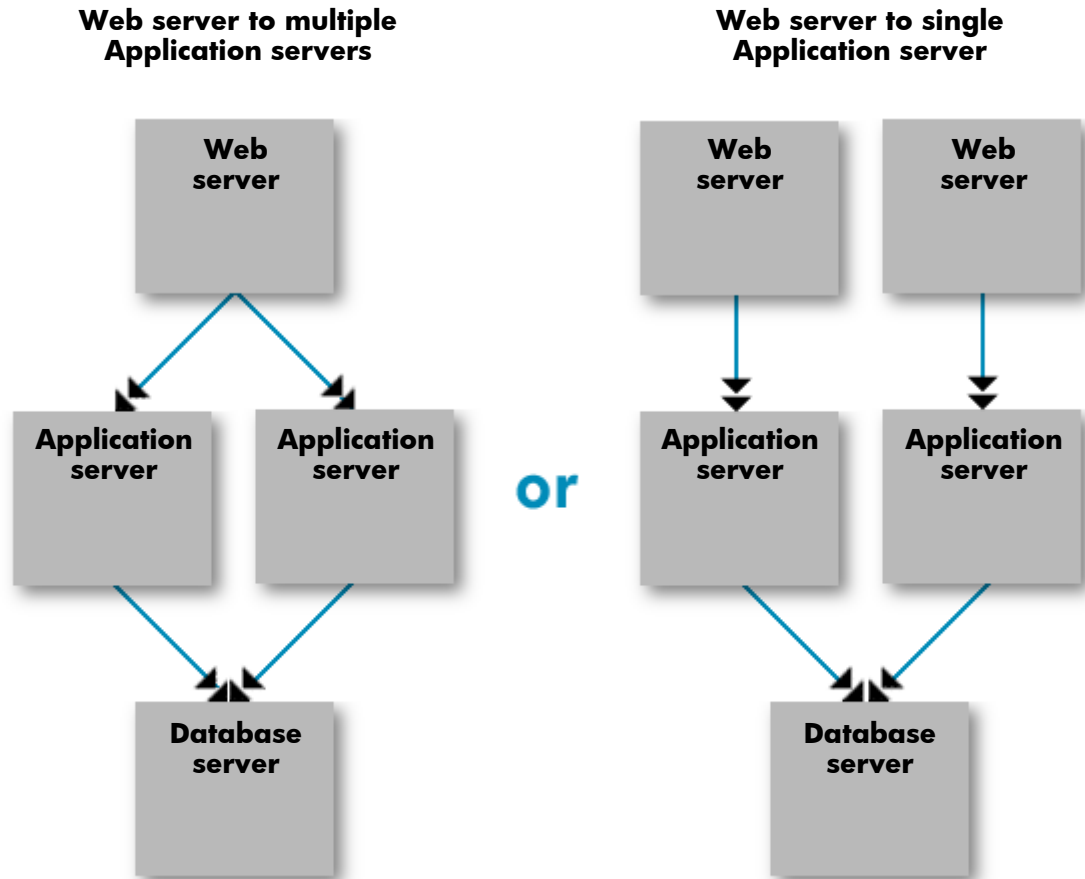 Web server to multiple
Application servers
Web server to single
Application server
Web
server
Web
server
Web
server
Application
server
Application
server
or
Application
server
Application
server
Database
server
Database
server